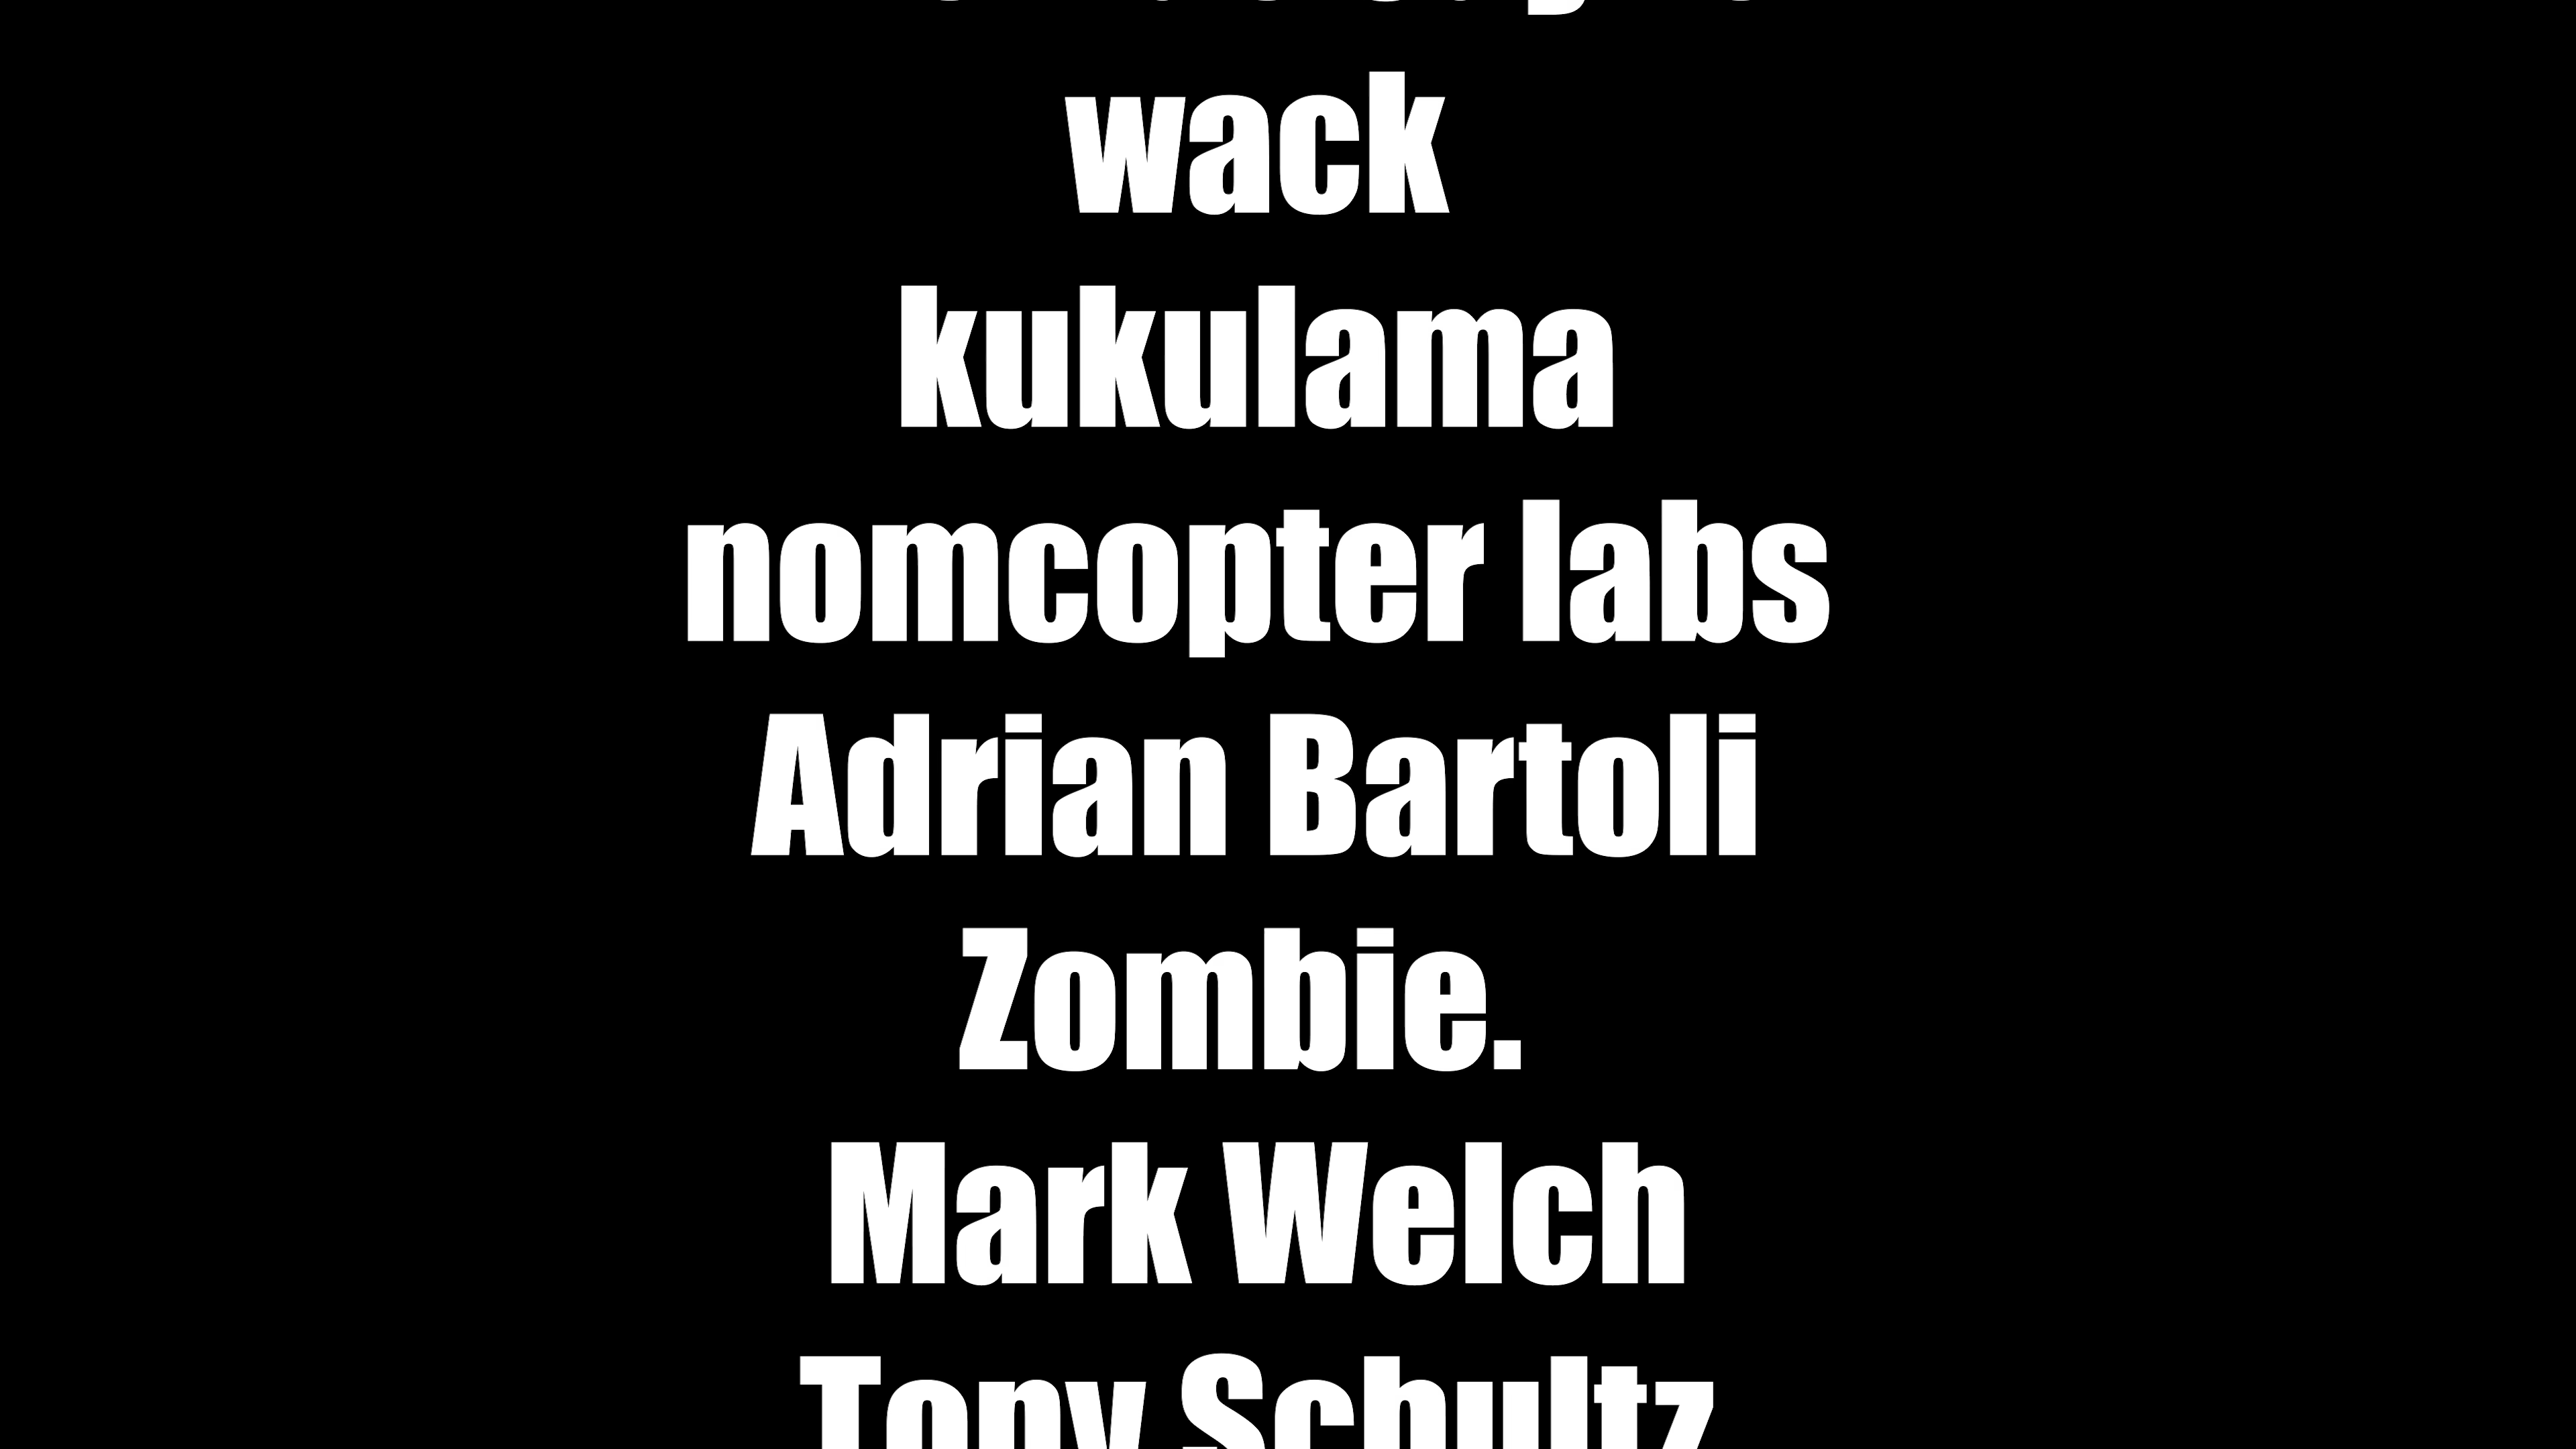 wack
kukulama
nomcopter labs
Adrian Bartoli
Zombie.
Mark Welch
Tony Schultz